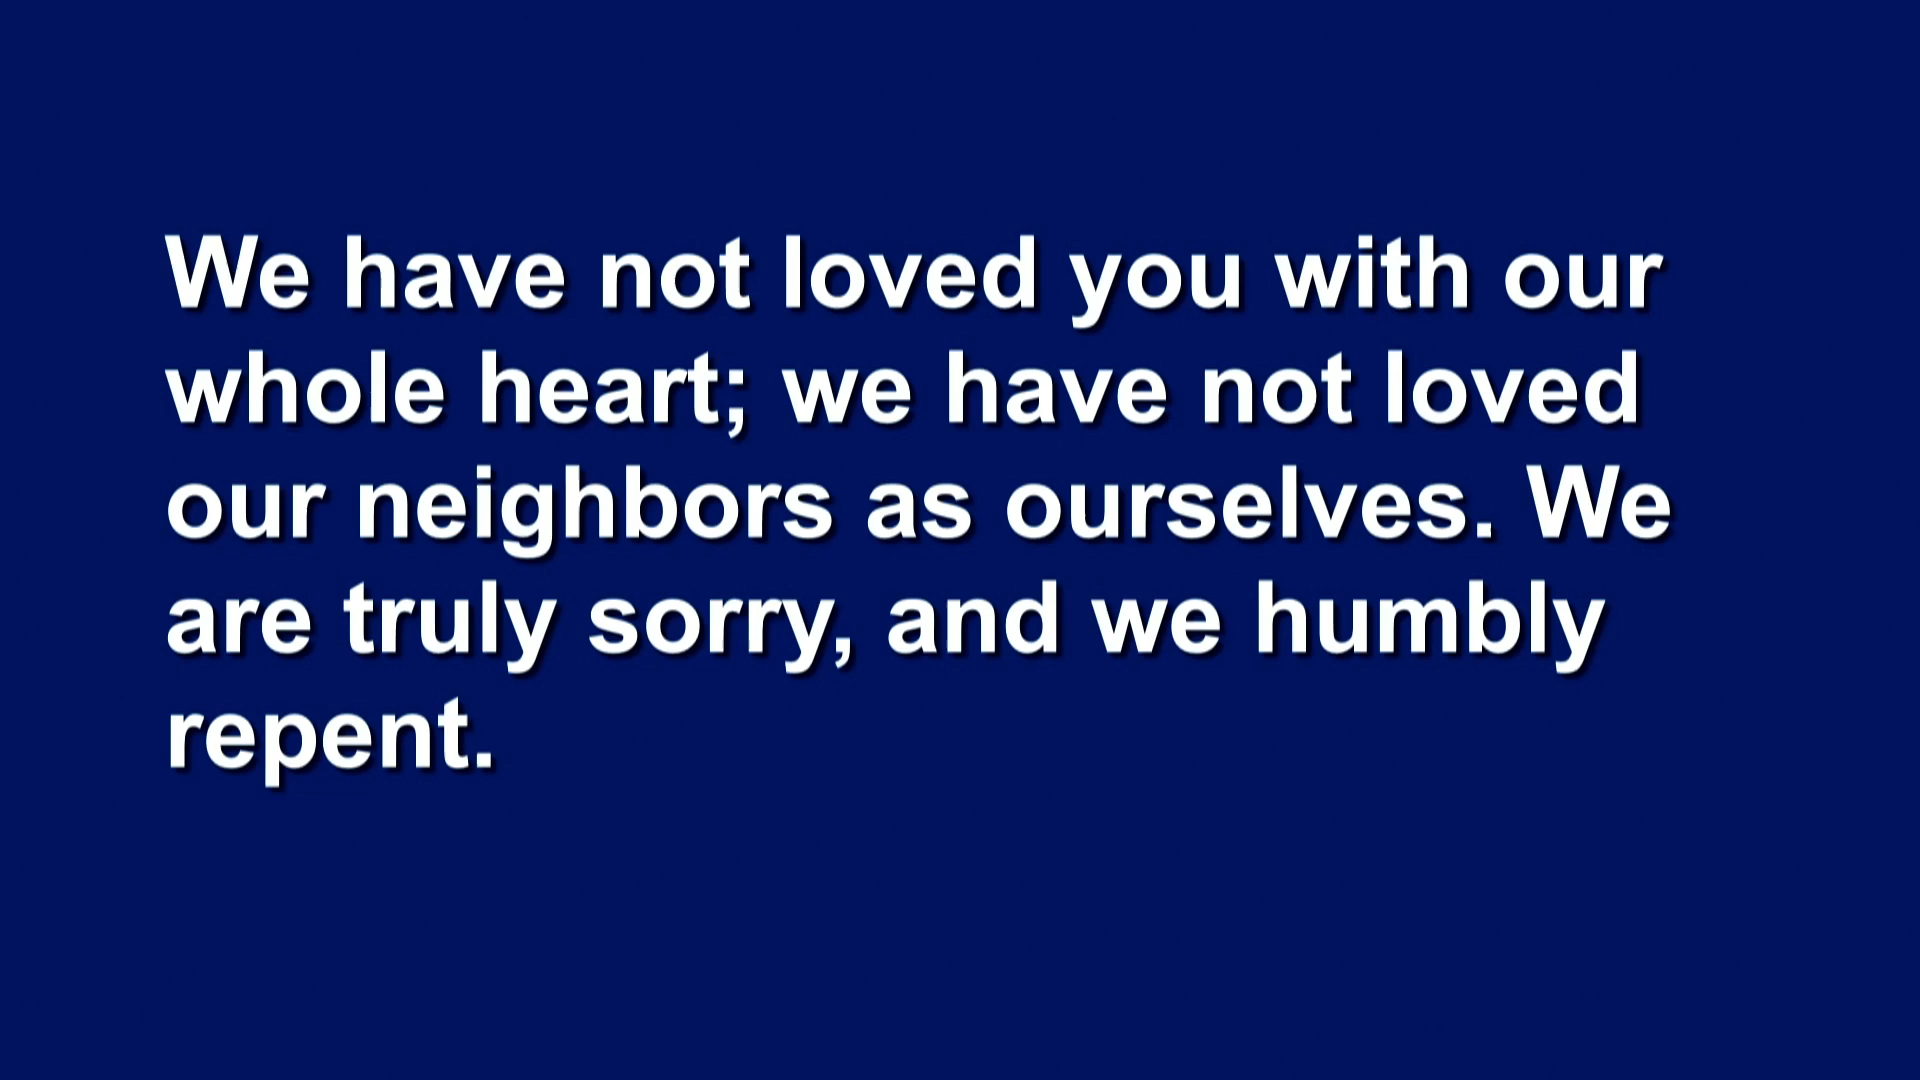 We have not loved you with our
whole heart; we have not loved
our neighbors as ourselves. We
are truly sorry, and we humbly
repent.